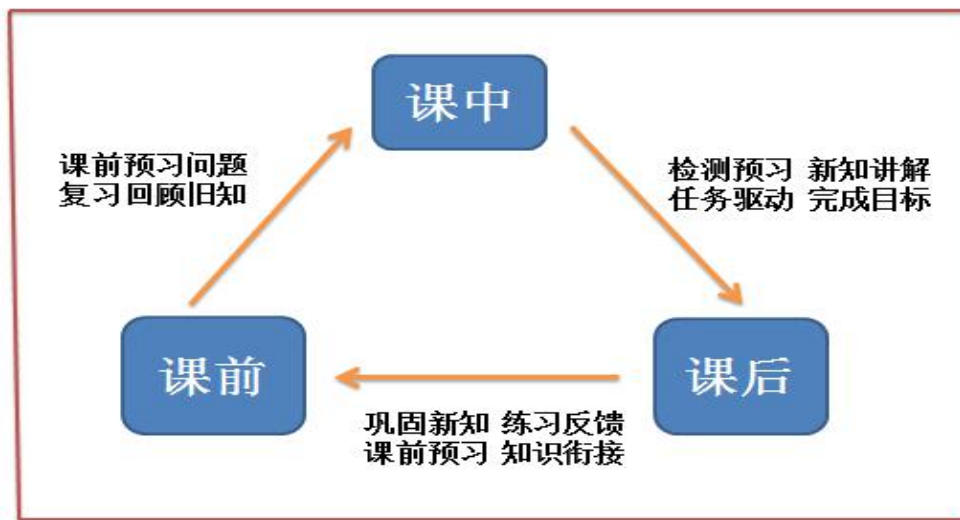 课中
课前预习问题
复习回顾旧知
检测预习 新知讲解
任务驱动 完成目标
课前
课后
巩固新知 练习反馈
课前预习 知识衔接